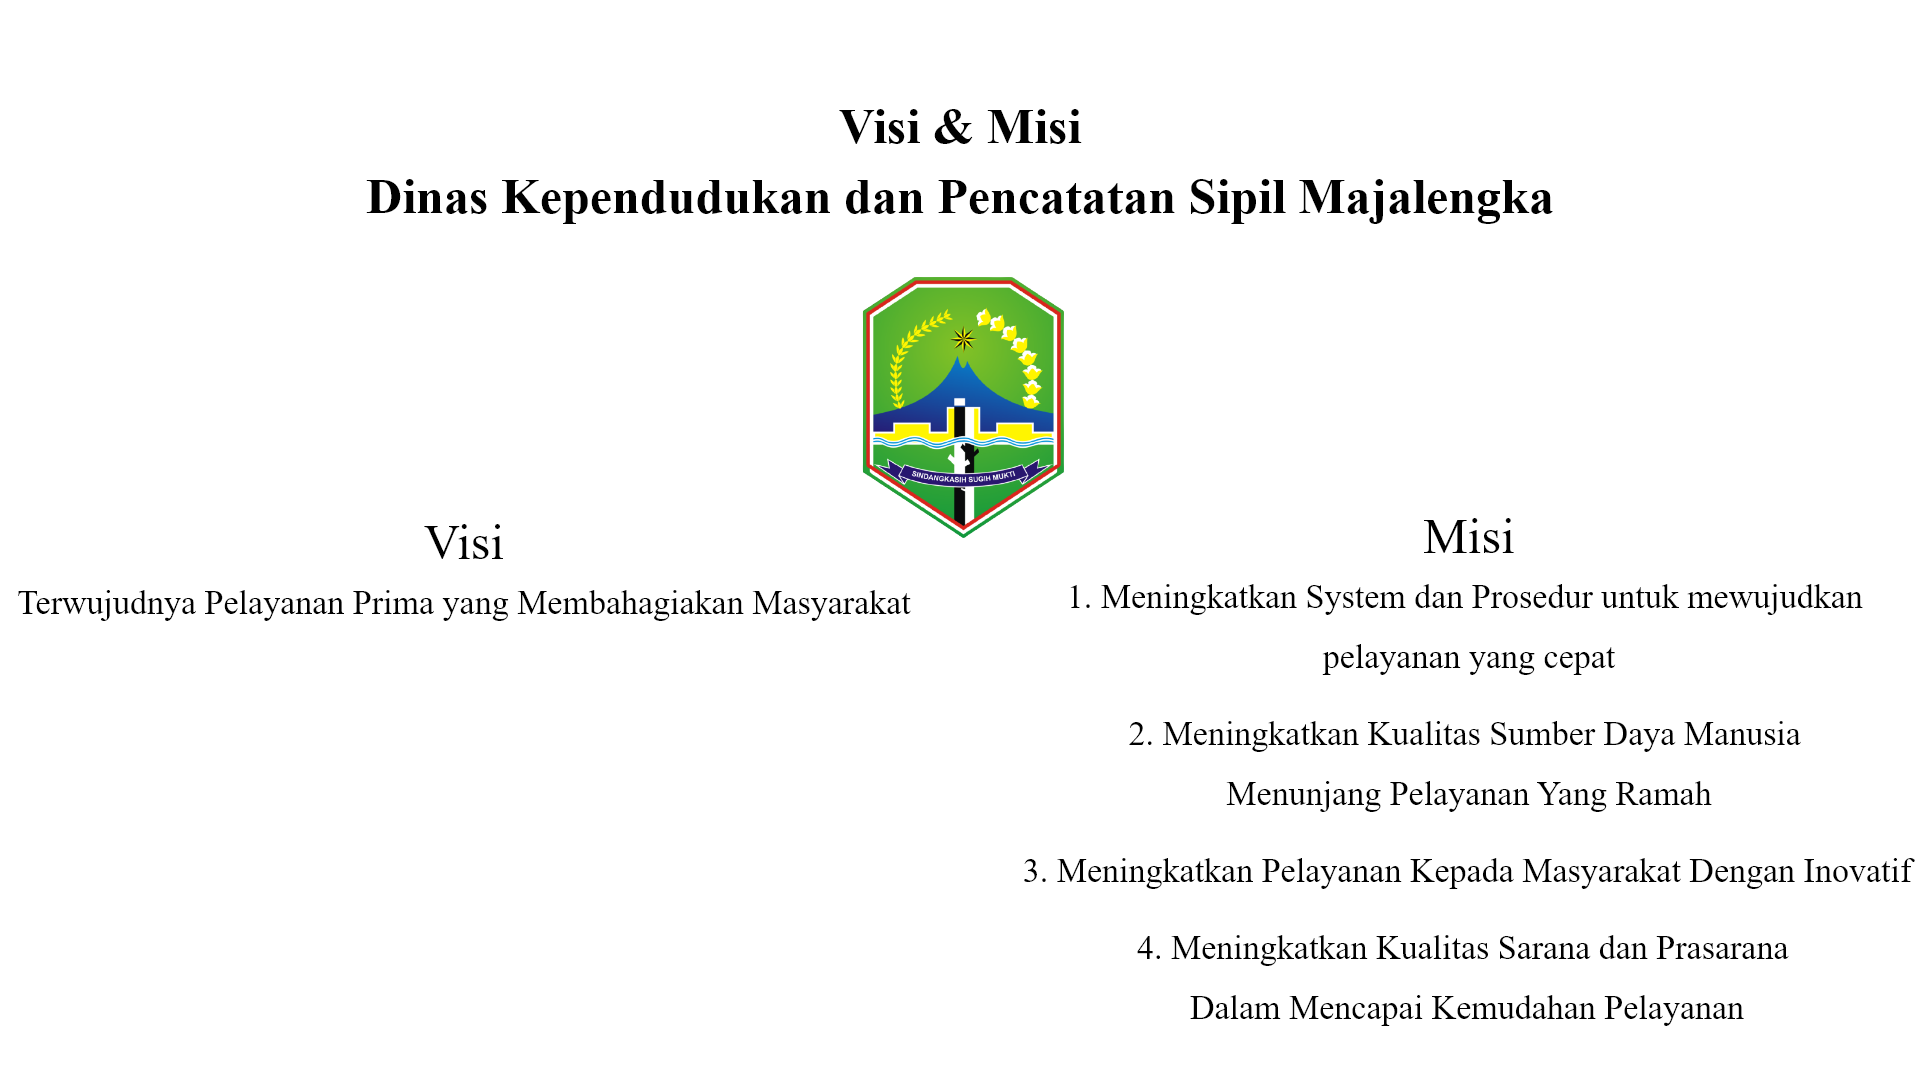 Visi & Misi
Dinas Kependudukan dan Pencatatan Sipil Majalengka
SINDANGKASIH SUGIH MUKTI
Visi
Terwujudnya Pelayanan Prima yang Membahagiakan Masyarakat
Misi
1. Meningkatkan System dan Prosedur untuk mewujudkan
pelayanan yang cepat
2. Meningkatkan Kualitas Sumber Daya Manusia
Menunjang Pelayanan Yang Ramah
3. Meningkatkan Pelayanan Kepada Masyarakat Dengan Inovatif
4. Meningkatkan Kualitas Sarana dan Prasarana
Dalam Mencapai Kemudahan Pelayanan